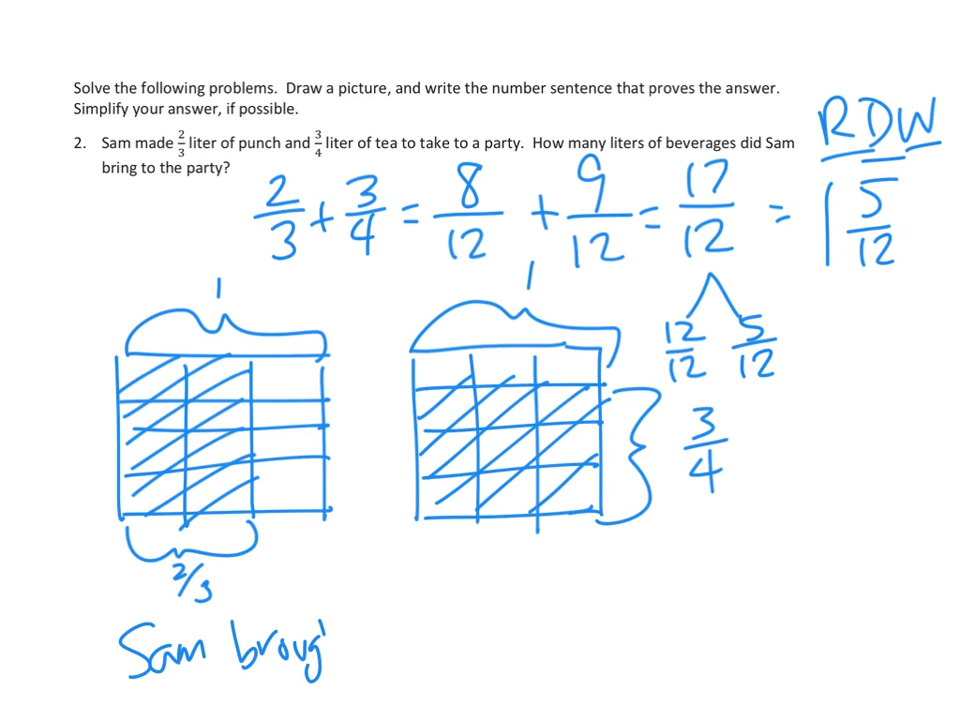 Solve the following problems. Draw a picture, and write the number sentence that proves the answer.
Simplify your answer, if possible.
RDW
2. Sam made 2/3 liter of punch and 3/4 liter of tea to take to a party. How many liters of beverages did Sam
bring to the party?
2/3 + 3/4 = 8/12 + 9/12 = 17/12 = 1 5/12
1 1
12/12 5/12
3/4
2/3
Sam broug